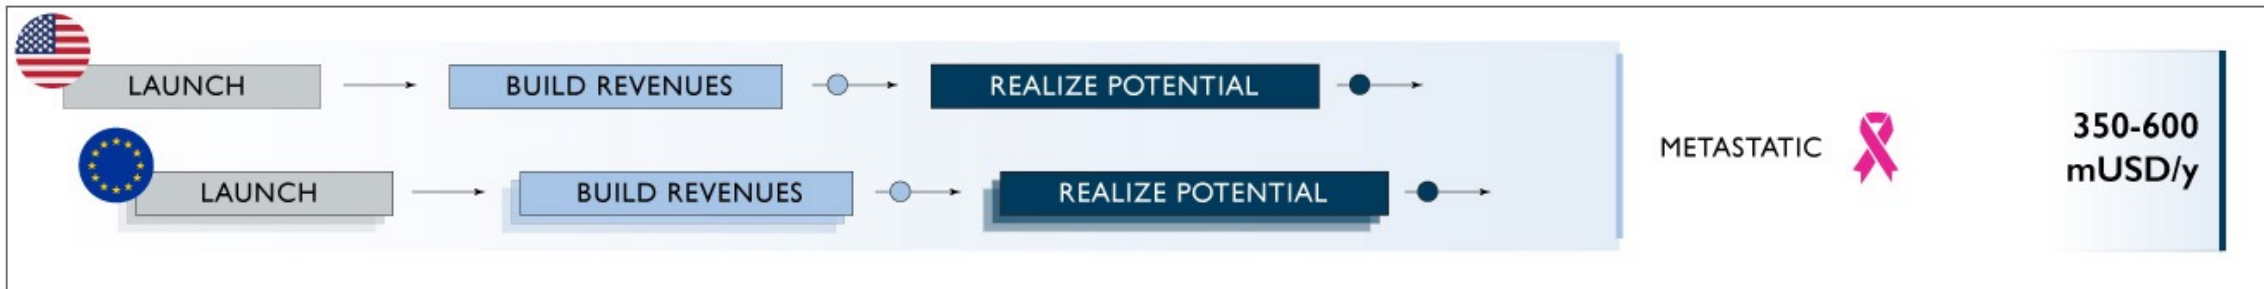 LAUNCH
BUILD REVENUES
REALIZE POTENTIAL
LAUNCH
BUILD REVENUES
REALIZE POTENTIAL
METASTATIC
350-600
mUSD/y